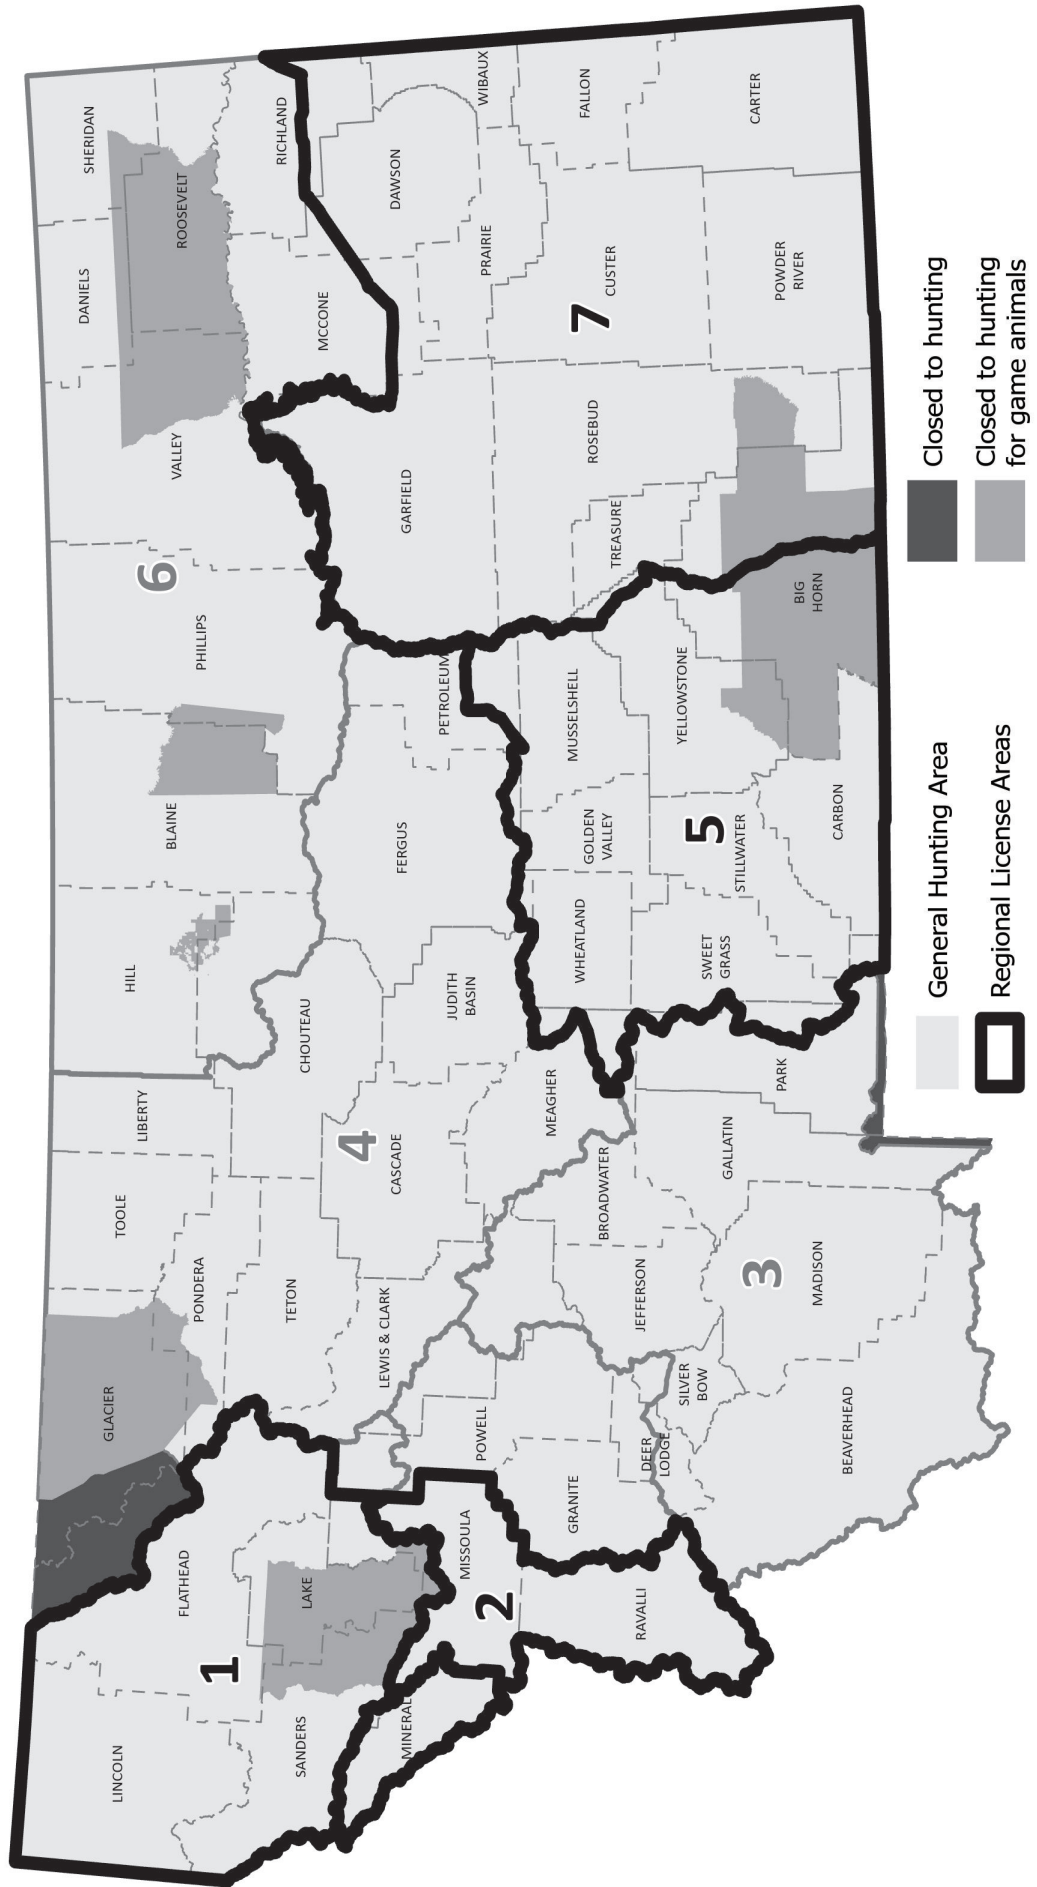 LINCOLN
FLATHEAD
GLACIER
TOOLE
LIBERTY
HILL
BLAINE
PHILLIPS
VALLEY
DANIELS
SHERIDAN
ROOSEVELT
6
1
SANDERS
LAKE
PONDERA
TETON
CHOUTEAU
MCCONE
RICHLAND
MINERAL
MISSOULA
2
POWELL
LEWIS & CLARK
CASCADE
4
JUDITH
BASIN
FERGUS
PETROLEUM
GARFIELD
DAWSON
PRAIRIE
WIBAUX
RAVALLI
GRANITE
DEER
LODGE
SILVER
BOW
JEFFERSON
BROADWATER
MEAGHER
WHEATLAND
GOLDEN
VALLEY
MUSSELSHELL
TREASURE
ROSEBUD
7
CUSTER
FALLON
BEAVERHEAD
3
MADISON
GALLATIN
PARK
SWEET
GRASS
5
STILLWATER
YELLOWSTONE
CARBON
BIG
HORN
POWDER
RIVER
CARTER
General Hunting Area
Regional License Areas
Closed to hunting
Closed to hunting
for game animals